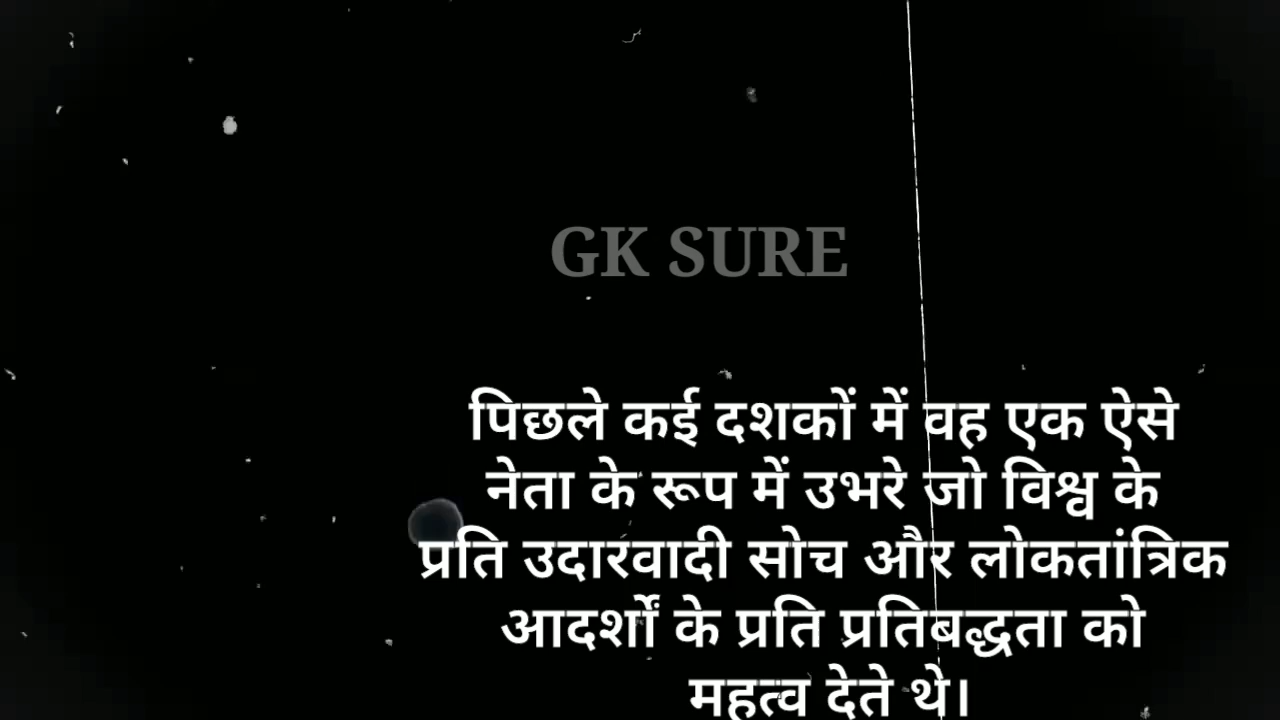 GK SURE
पिछले कई दशकों में वह एक ऐसे
नेता के रूप में उभरे जो विश्व के
प्रति उदारवादी सोच और लोकतांत्रिक
आदर्शों के प्रति प्रतिबद्धता को
महत्व देते थे।